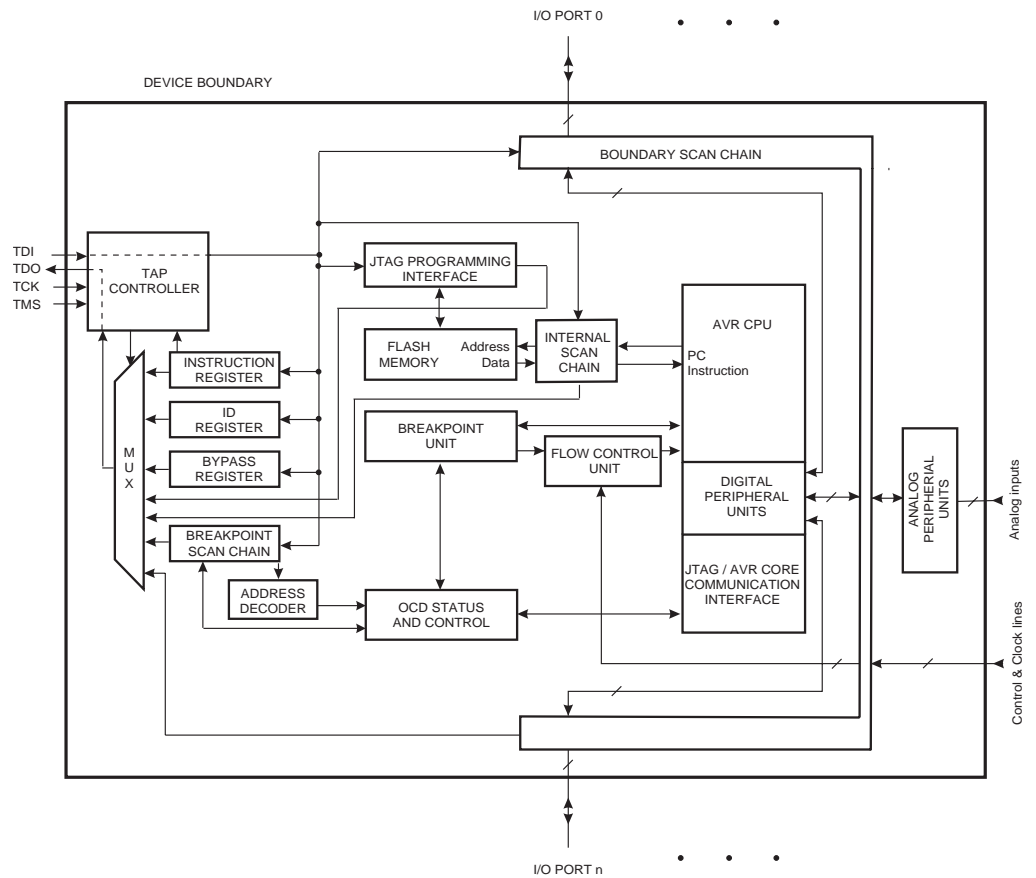 I/O PORT 0
DEVICE BOUNDARY
BOUNDARY SCAN CHAIN
TDI
TDO
TCK
TMS
TAP
CONTROLLER
JTAG PROGRAMMING
INTERFACE
AVR CPU
FLASH
MEMORY
Address
Data
INTERNAL
SCAN
CHAIN
PC
Instruction
INSTRUCTION
REGISTER
ID
REGISTER
M
U
X
BREAKPOINT
UNIT
FLOW CONTROL
UNIT
BYPASS
REGISTER
DIGITAL
PERIPHERAL
UNITS
ANALOG
PERIPHERIAL
UNITS
Analog inputs
BREAKPOINT
SCAN CHAIN
ADDRESS
DECODER
OCD STATUS
AND CONTROL
JTAG / AVR CORE
COMMUNICATION
INTERFACE
Control & Clock lines
I/O PORT n